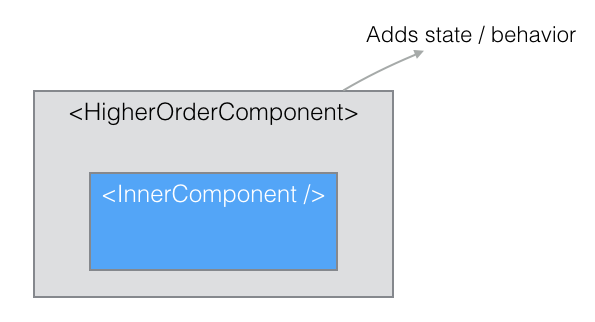 Adds state / behavior
<HigherOrderComponent>
<InnerComponent />